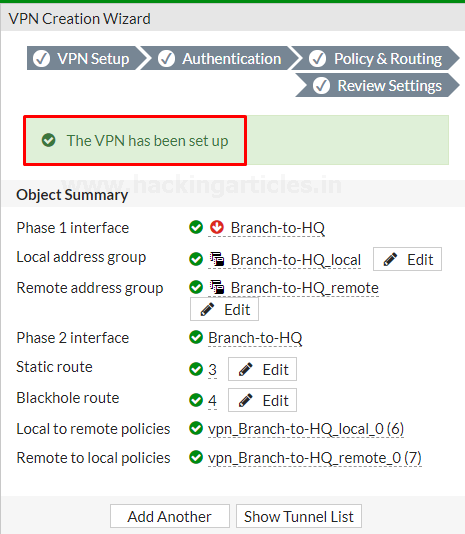 VPN Creation Wizard
VPN Setup
Authentication
Policy & Routing
Review Settings
The VPN has been set up
www.hackingarticles.in
Object Summary
Phase 1 interface Branch-to-HQ
Local address group Branch-to-HQ_local Edit
Remote address group Branch-to-HQ_remote
Edit
Phase 2 interface Branch-to-HQ
Static route 3 Edit
Blackhole route 4 Edit
Local to remote policies vpn_Branch-to-HQ_local_0 (6)
Remote to local policies vpn_Branch-to-HQ_remote_0 (7)
Add Another Show Tunnel List